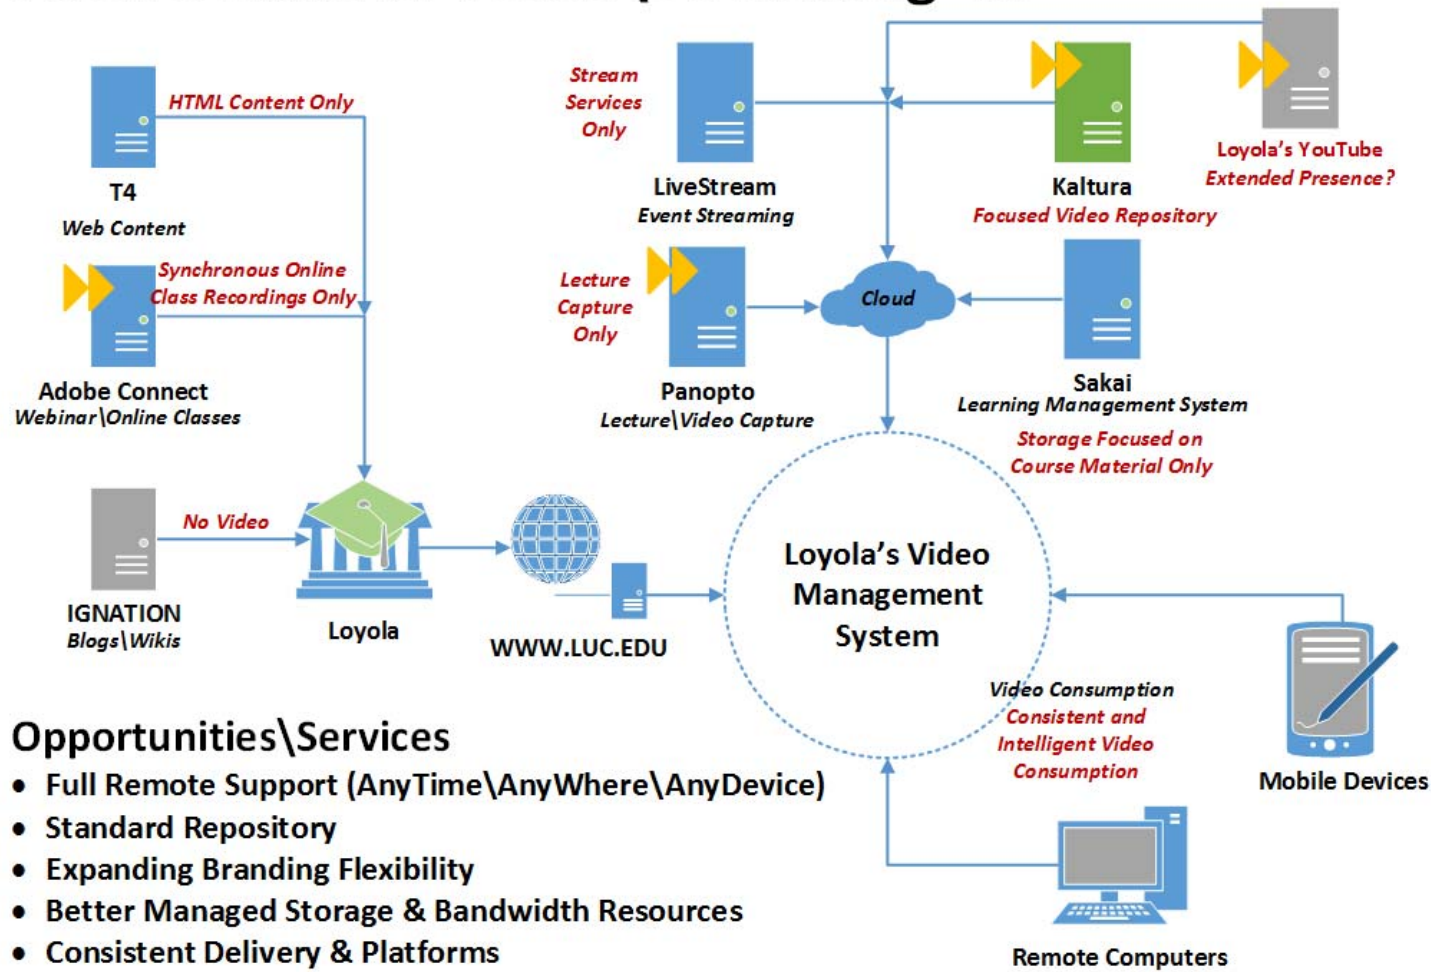 HTML Content Only
T4
Web Content
Synchronous Online
Class Recordings Only
Adobe Connect
Webinar\Online Classes
No Video
IGNATION
Blogs\Wikis
Loyola
WWW.LUC.EDU
Stream
Services
Only
LiveStream
Event Streaming
Kaltura
Focused Video Repository
Loyola's YouTube
Extended Presence?
Lecture
Capture
Only
Panopto
Lecture\Video Capture
Cloud
Sakai
Learning Management System
Storage Focused on
Course Material Only
Loyola's Video
Management
System
Video Consumption
Consistent and
Intelligent Video
Consumption
Mobile Devices
Remote Computers
Opportunities\Services
• Full Remote Support (AnyTime\AnyWhere\AnyDevice)
• Standard Repository
• Expanding Branding Flexibility
• Better Managed Storage & Bandwidth Resources
• Consistent Delivery & Platforms